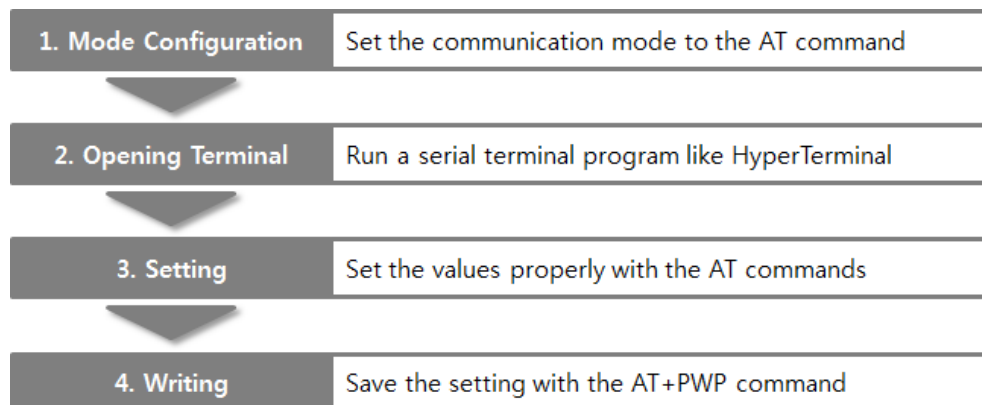 1. Mode Configuration Set the communication mode to the AT command
2. Opening Terminal Run a serial terminal program like HyperTerminal
3. Setting Set the values properly with the AT commands
4. Writing Save the setting with the AT+PWP command